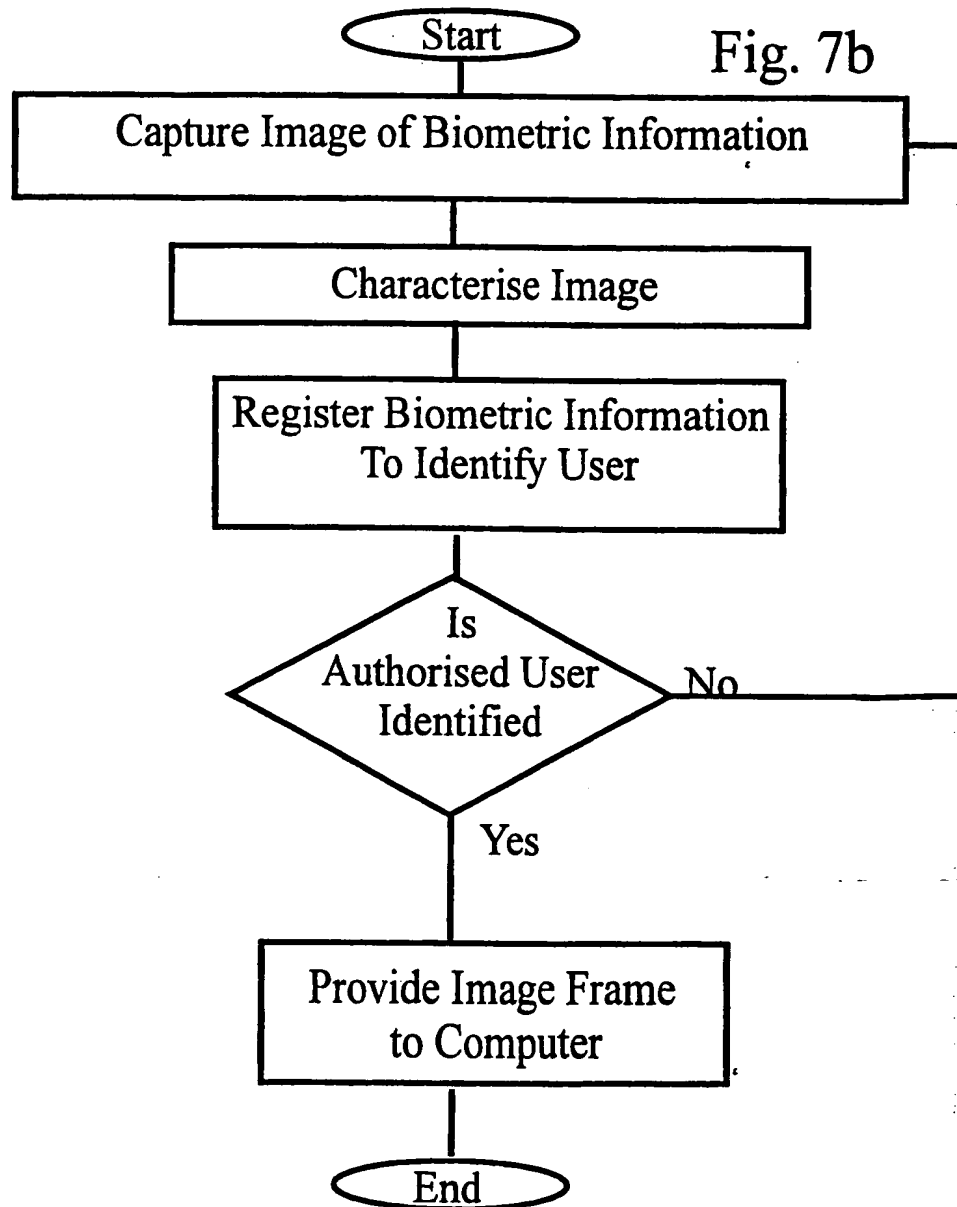 Start
Fig. 7b
Capture Image of Biometric Information
Characterise Image
Register Biometric Information
To Identify User
Is
Authorised User
Identified
No
Yes
Provide Image Frame
to Computer
End